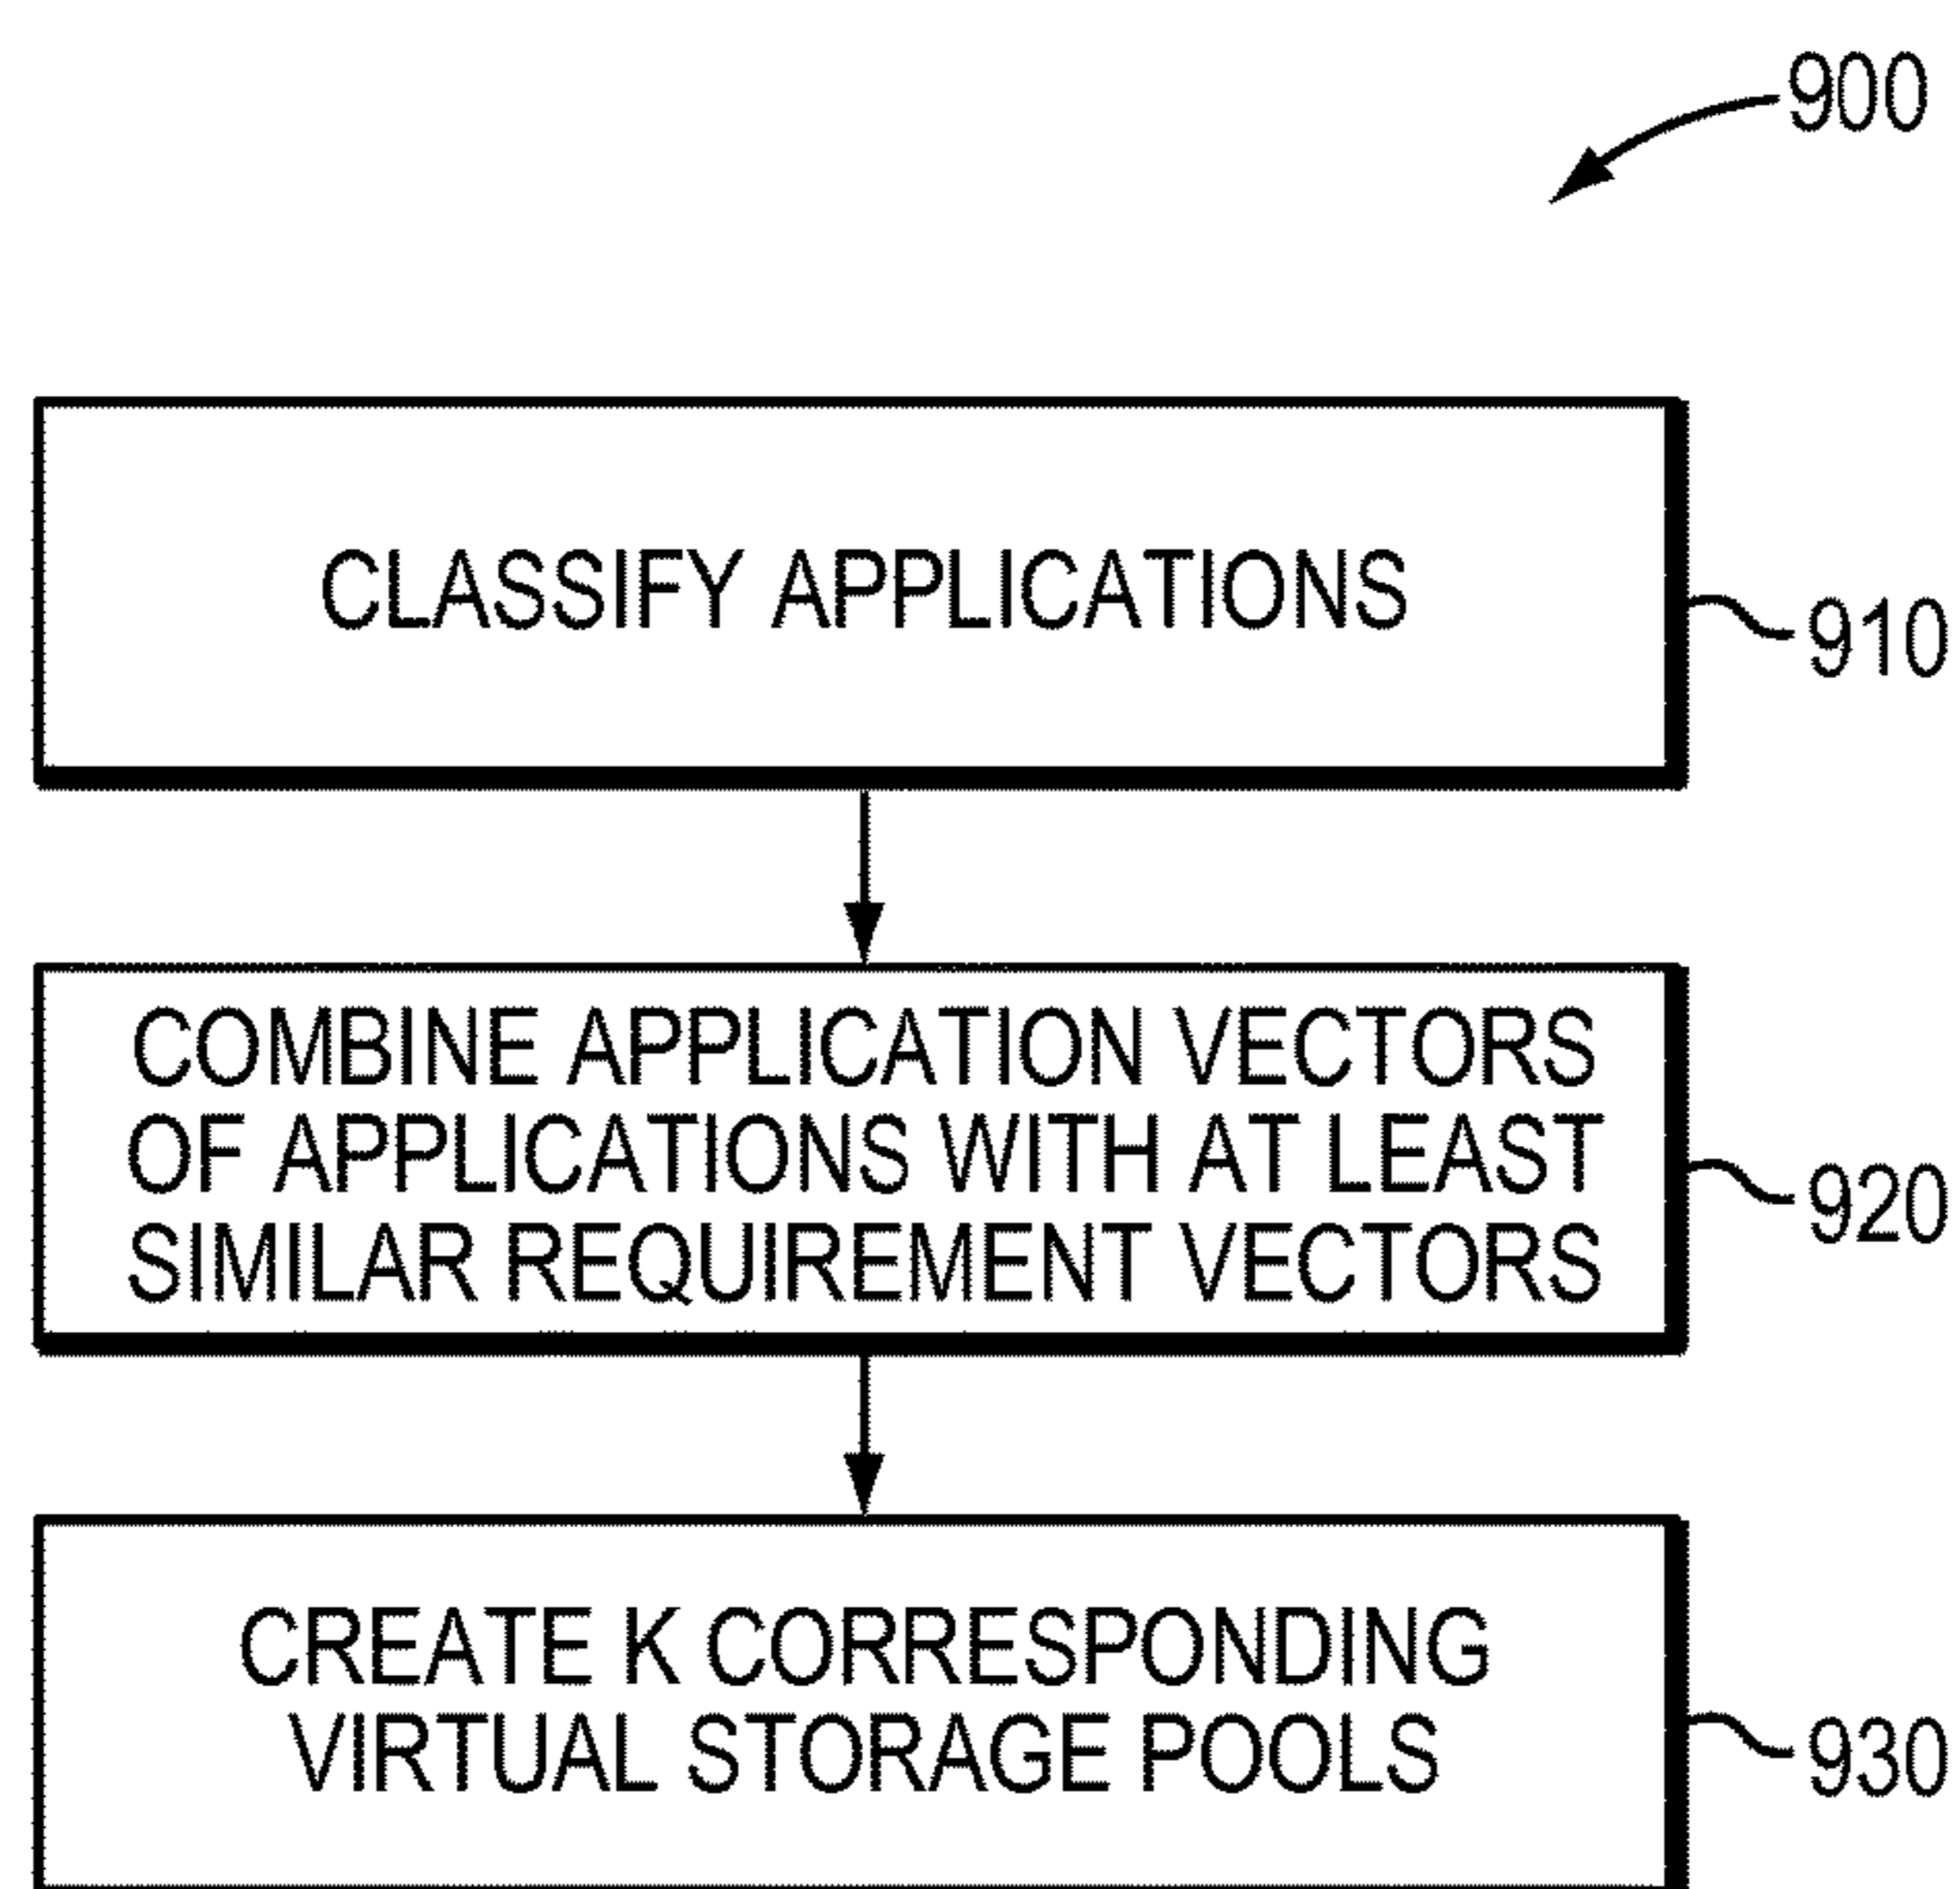 900
CLASSIFY APPLICATIONS
910
COMBINE APPLICATION VECTORS
OF APPLICATIONS WITH AT LEAST
SIMILAR REQUIREMENT VECTORS
920
CREATE K CORRESPONDING
VIRTUAL STORAGE POOLS
930